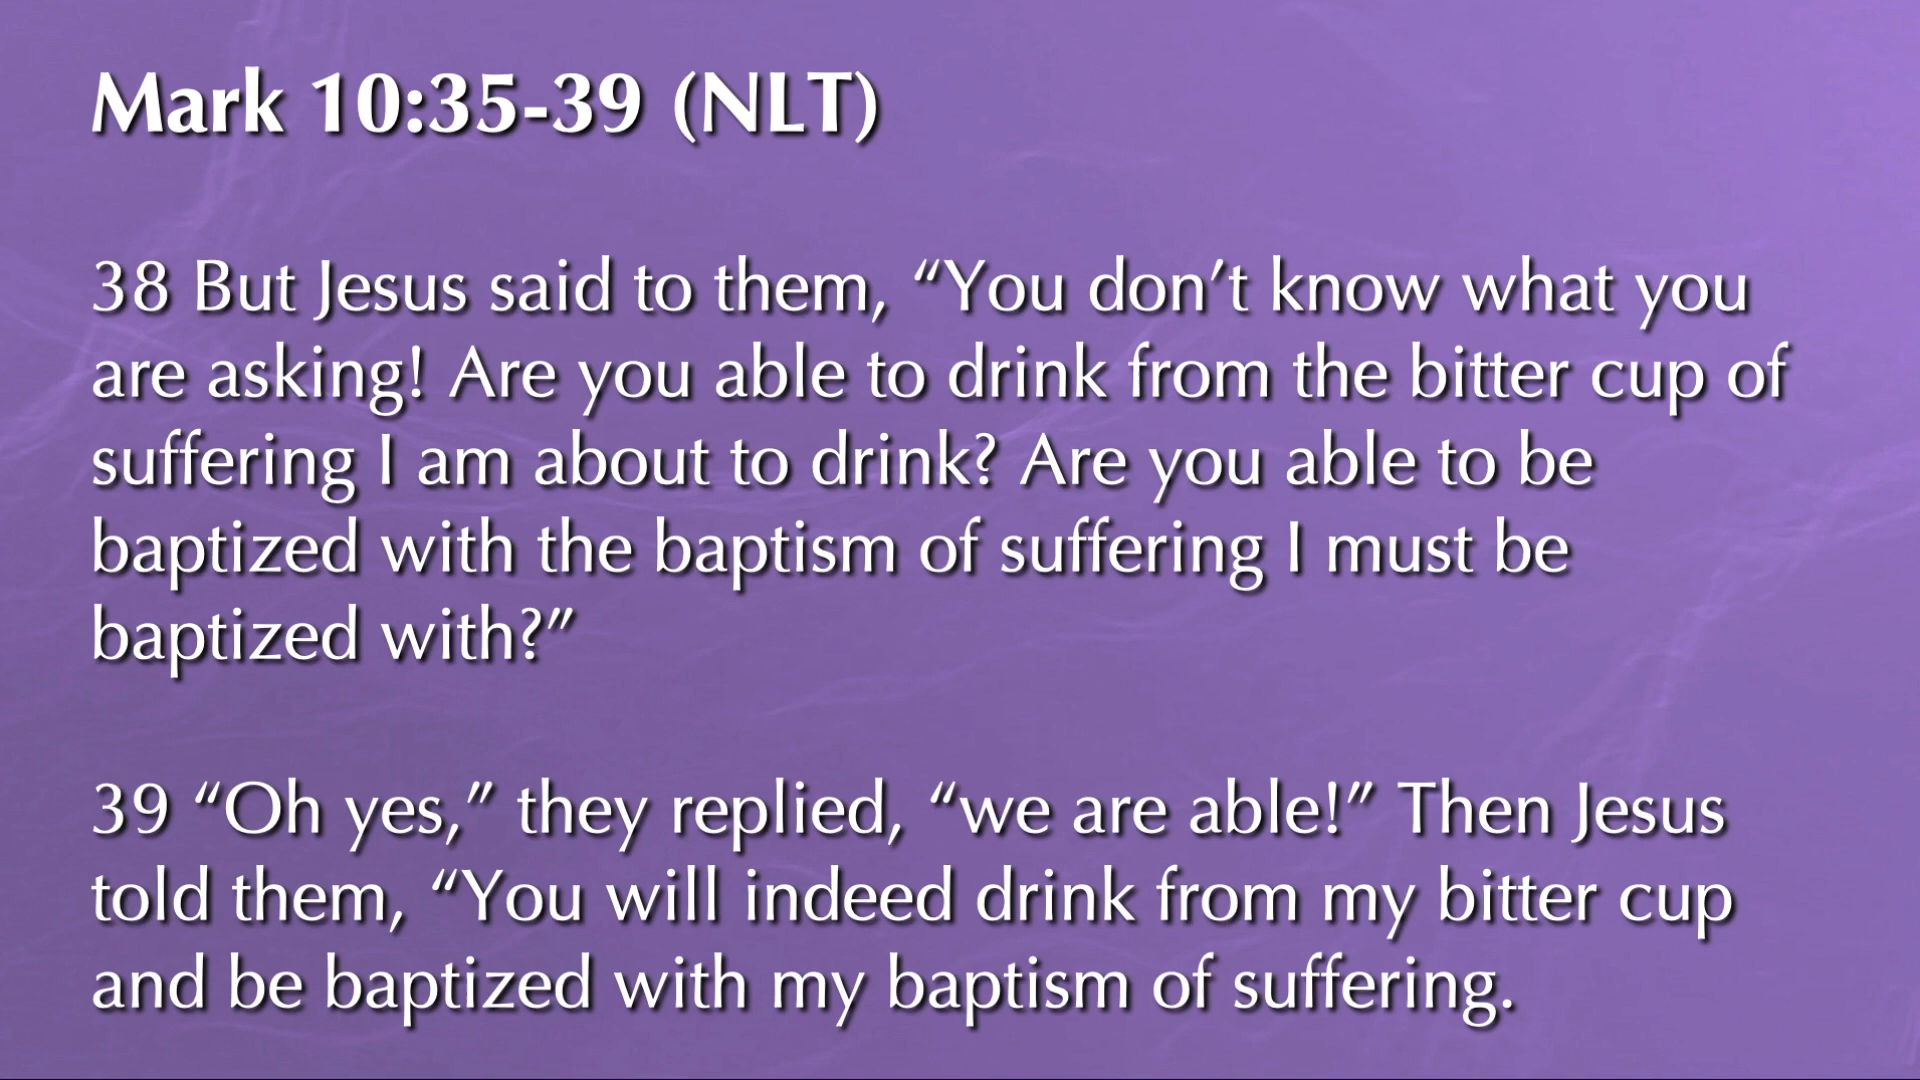 Mark 10:35-39 (NLT)
38 But Jesus said to them, “You don’t know what you
are asking! Are you able to drink from the bitter cup of
suffering I am about to drink? Are you able to be
baptized with the baptism of suffering I must be
baptized with?”
39 “Oh yes,” they replied, “we are able!” Then Jesus
told them, “You will indeed drink from my bitter cup
and be baptized with my baptism of suffering.